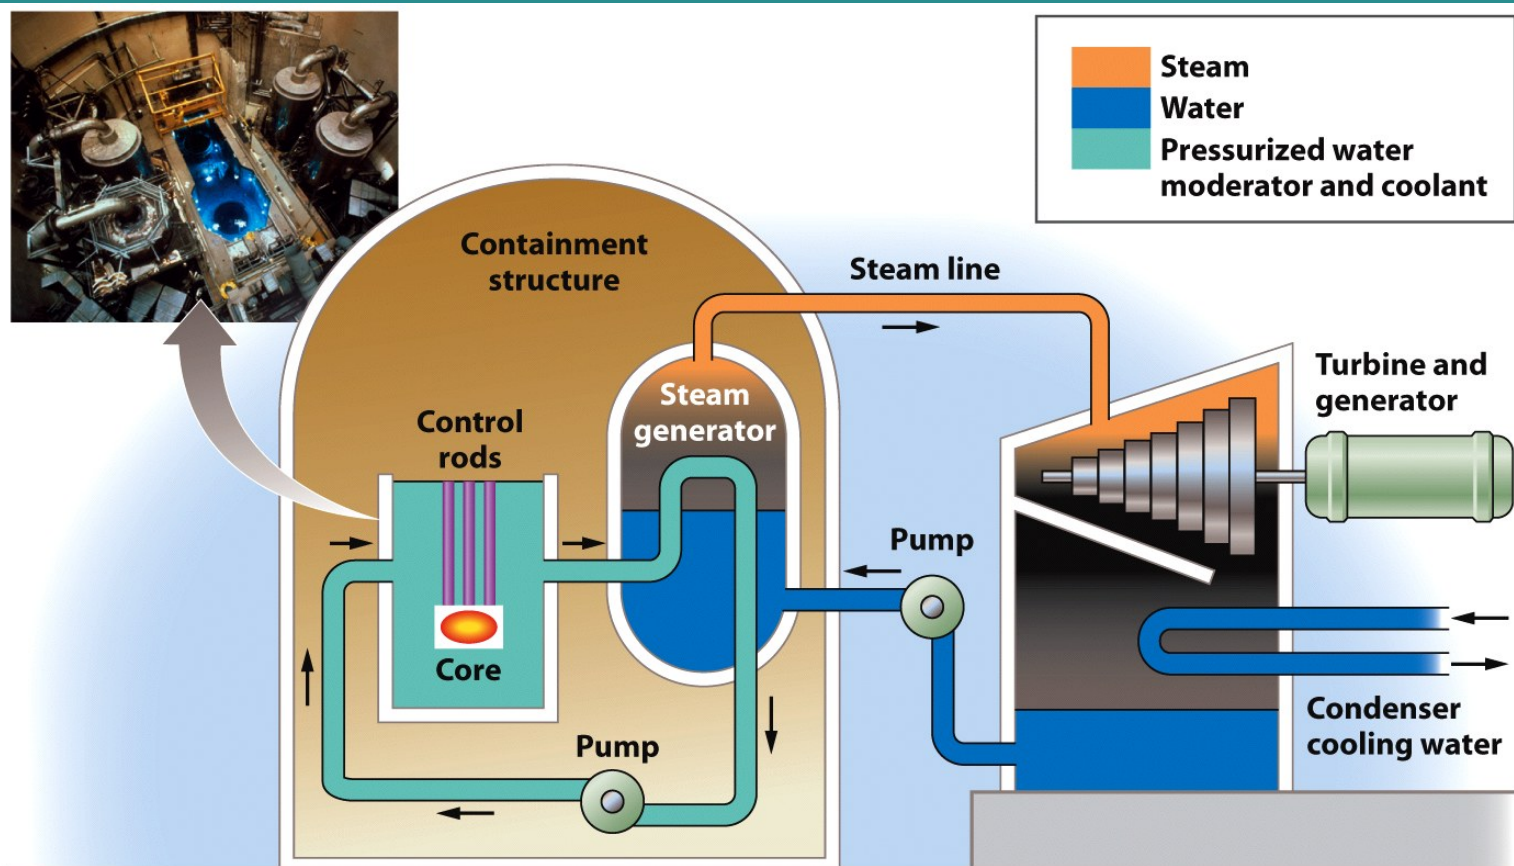 Steam
Water
Pressurized water
moderator and coolant
Containment
structure
Steam line
Steam
generator
Turbine and
generator
Control
rods
Pump
Core
Pump
Condenser
cooling water